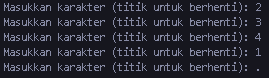 Masukkan karakter (titik untuk berhenti): 2
Masukkan karakter (titik untuk berhenti): 3
Masukkan karakter (titik untuk berhenti): 4
Masukkan karakter (titik untuk berhenti): 1
Masukkan karakter (titik untuk berhenti): .